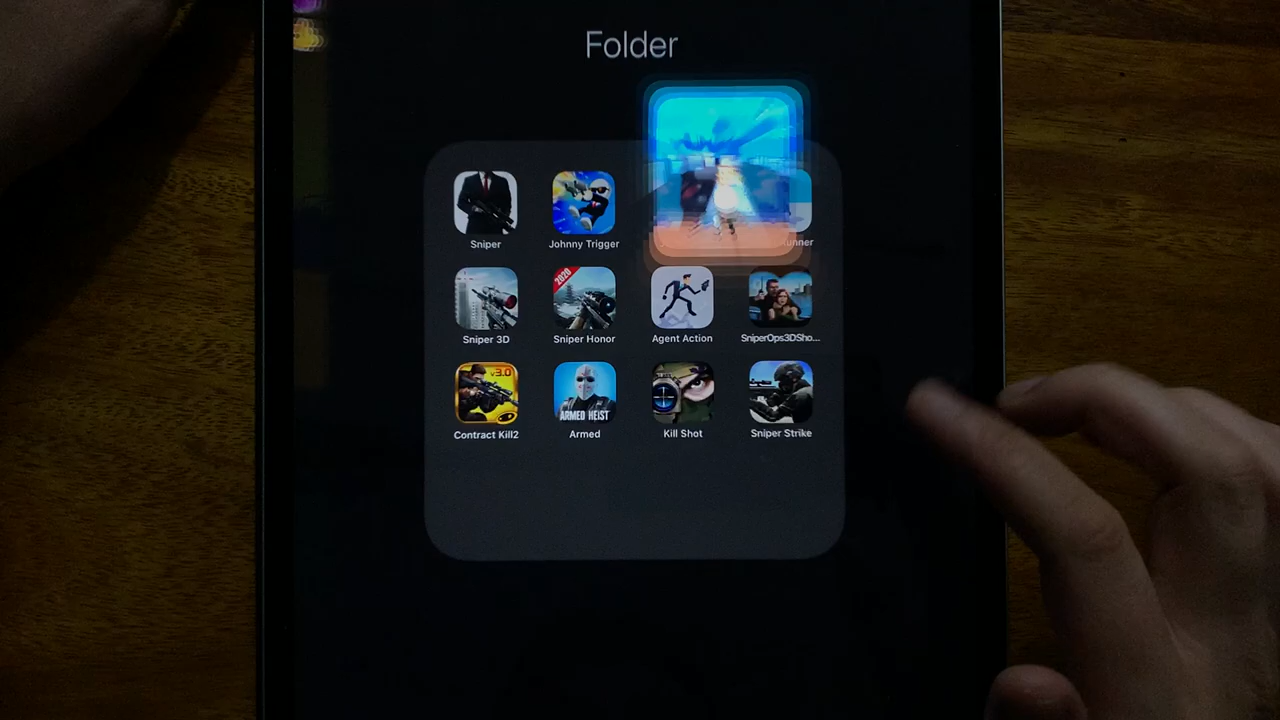 Folder
Sniper
Johnny Trigger
Sniper 3D
2020
Sniper Honor
Agent Action
SniperOps3DSho...
v3.0
Contract Kill2
ARMED HEIST
Armed
Kill Shot
Sniper Strike